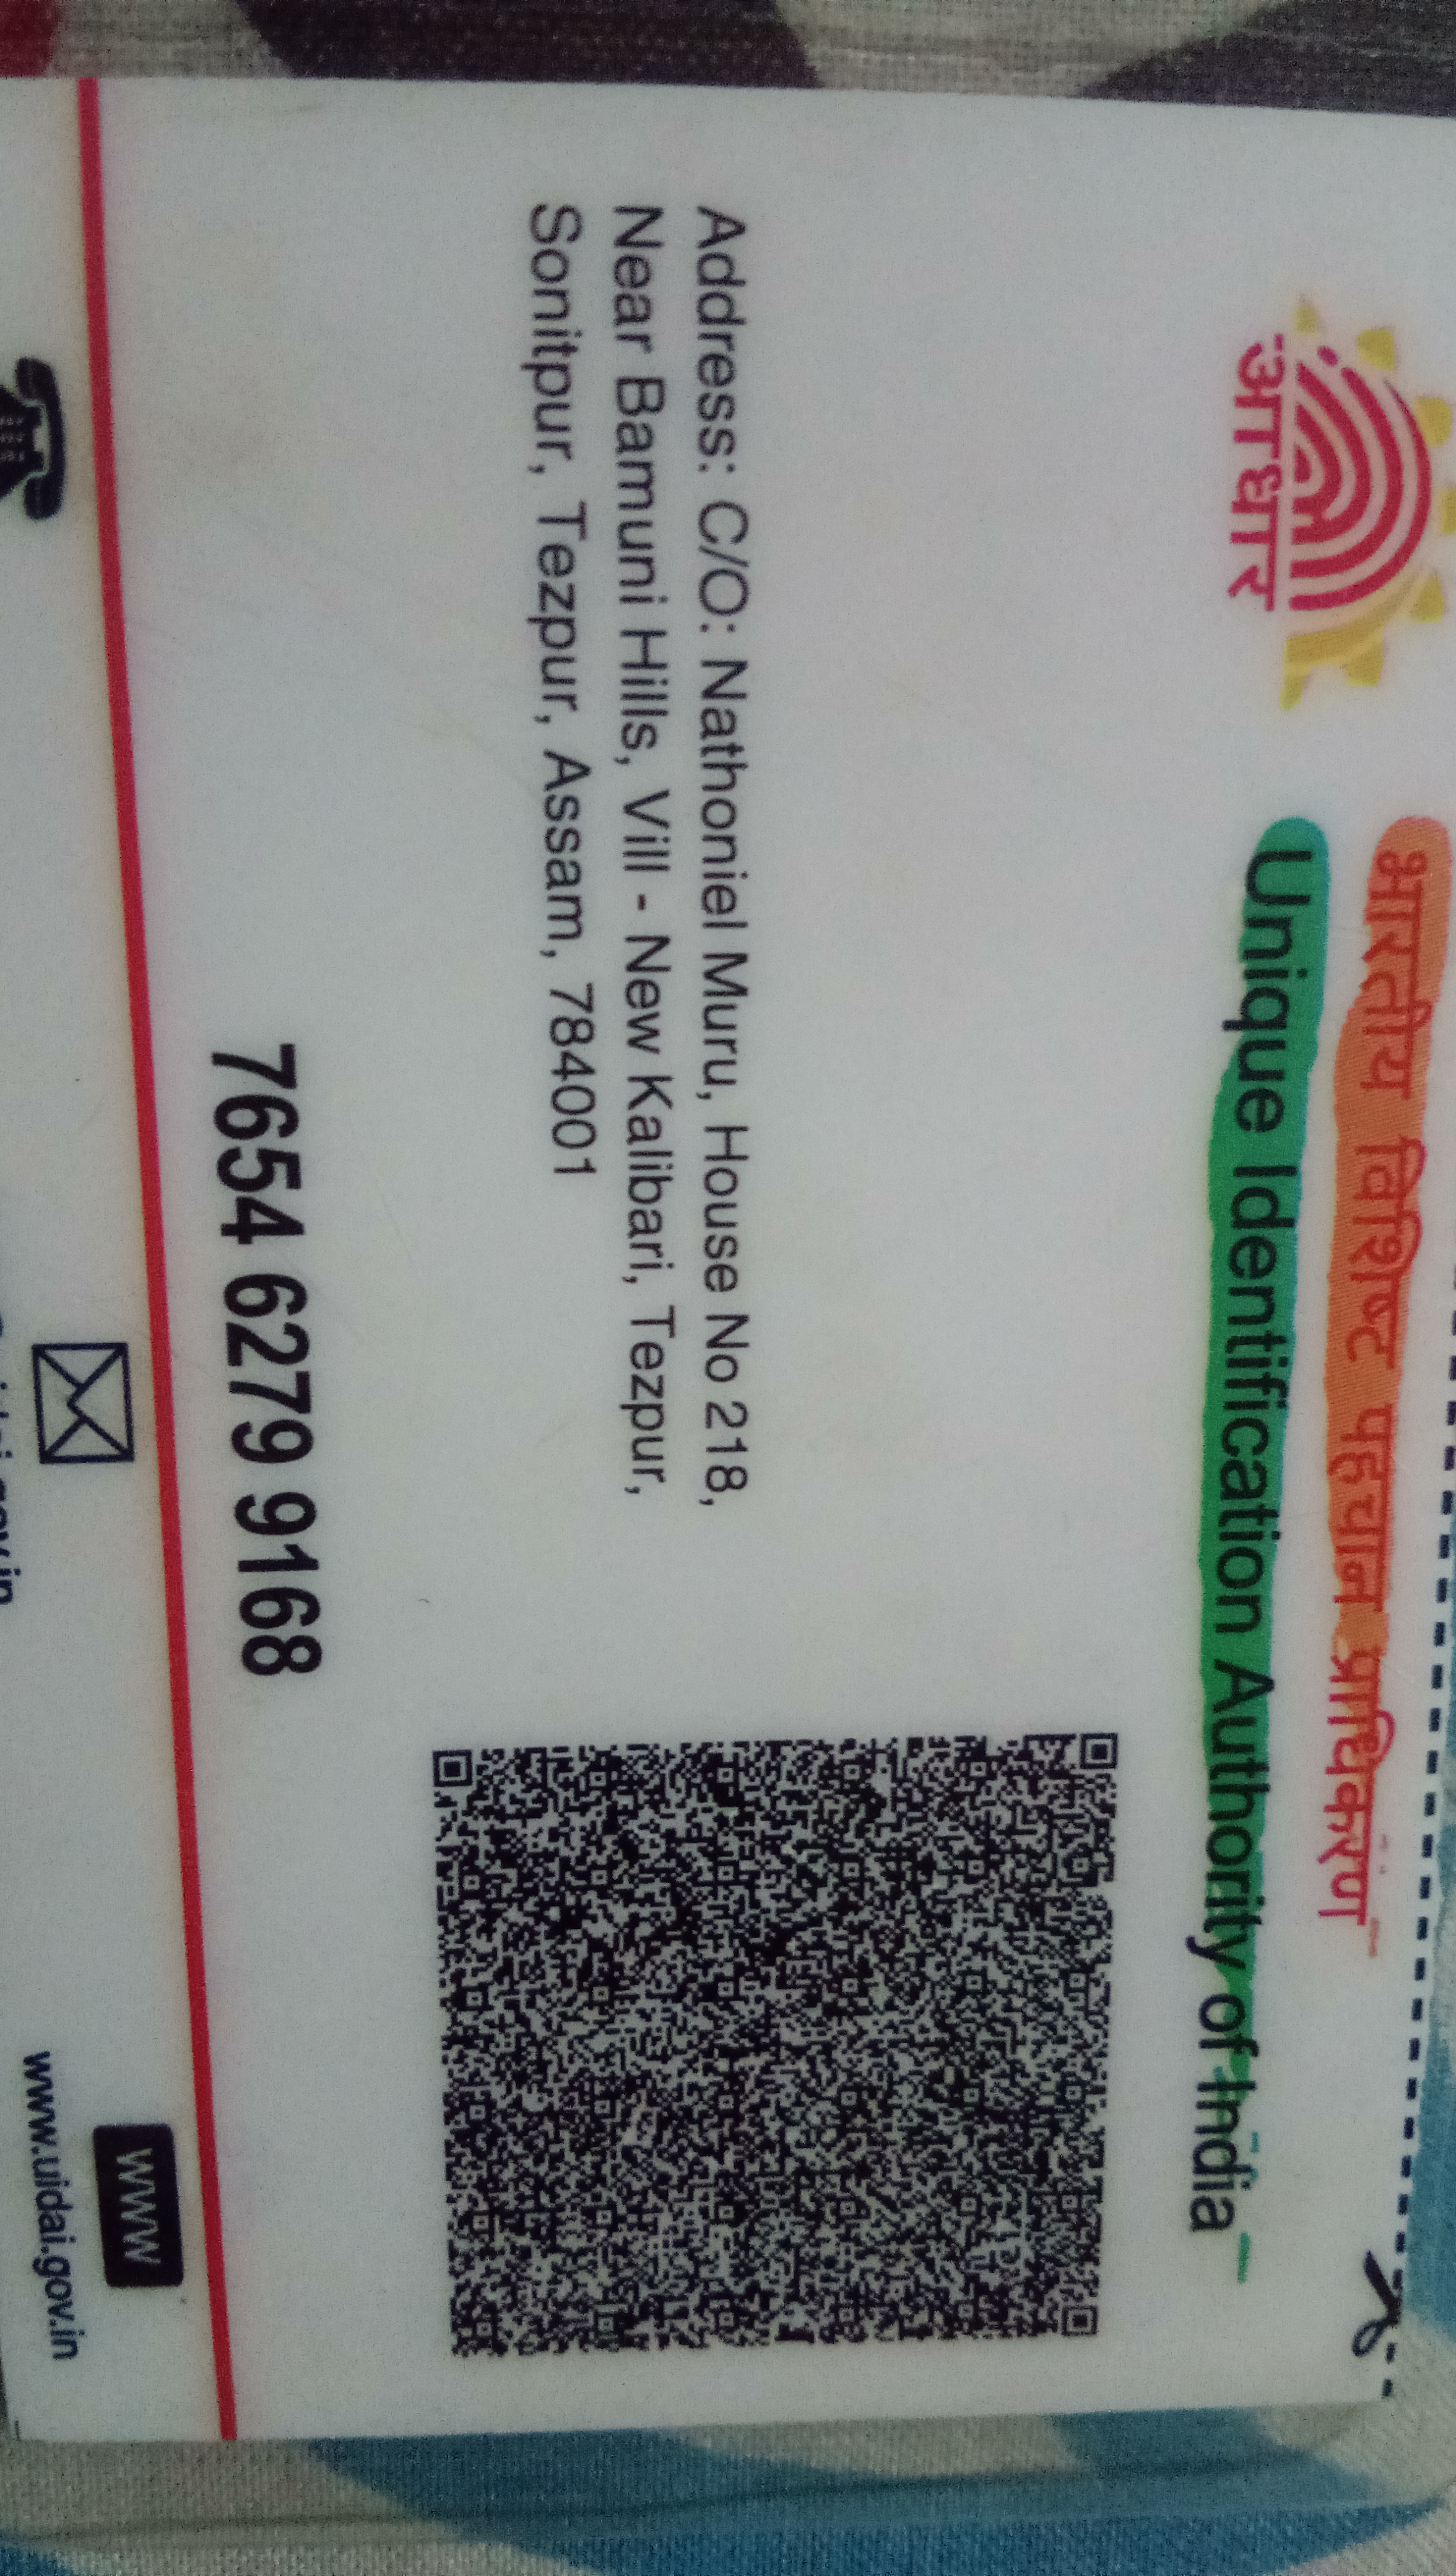 भारतीय विशिष्ट पहचान प्राधिकरण
Unique Identification Authority of India
आधार
Address: C/O: Nathoniel Muru, House No 218,
Near Bamuni Hills, Vill - New Kalibari, Tezpur,
Sonitpur, Tezpur, Assam, 784001
7654 6279 9168
WWW
www.uidai.gov.in